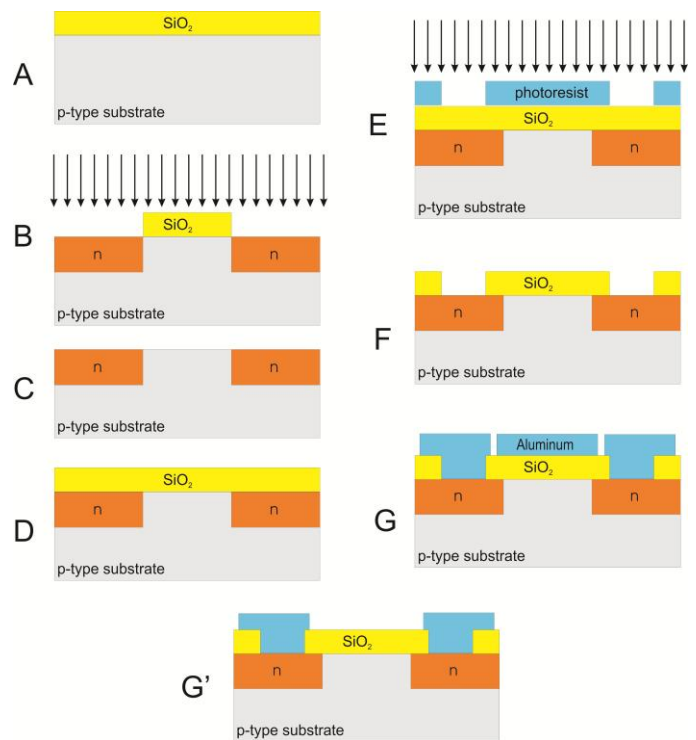 A
SiO₂
p-type substrate
B
SiO₂
n
n
p-type substrate
C
n
n
p-type substrate
D
SiO₂
n
n
p-type substrate
E
photoresist
SiO₂
n
n
p-type substrate
F
SiO₂
n
n
p-type substrate
G
Aluminum
SiO₂
n
n
p-type substrate
G’
SiO₂
n
n
p-type substrate